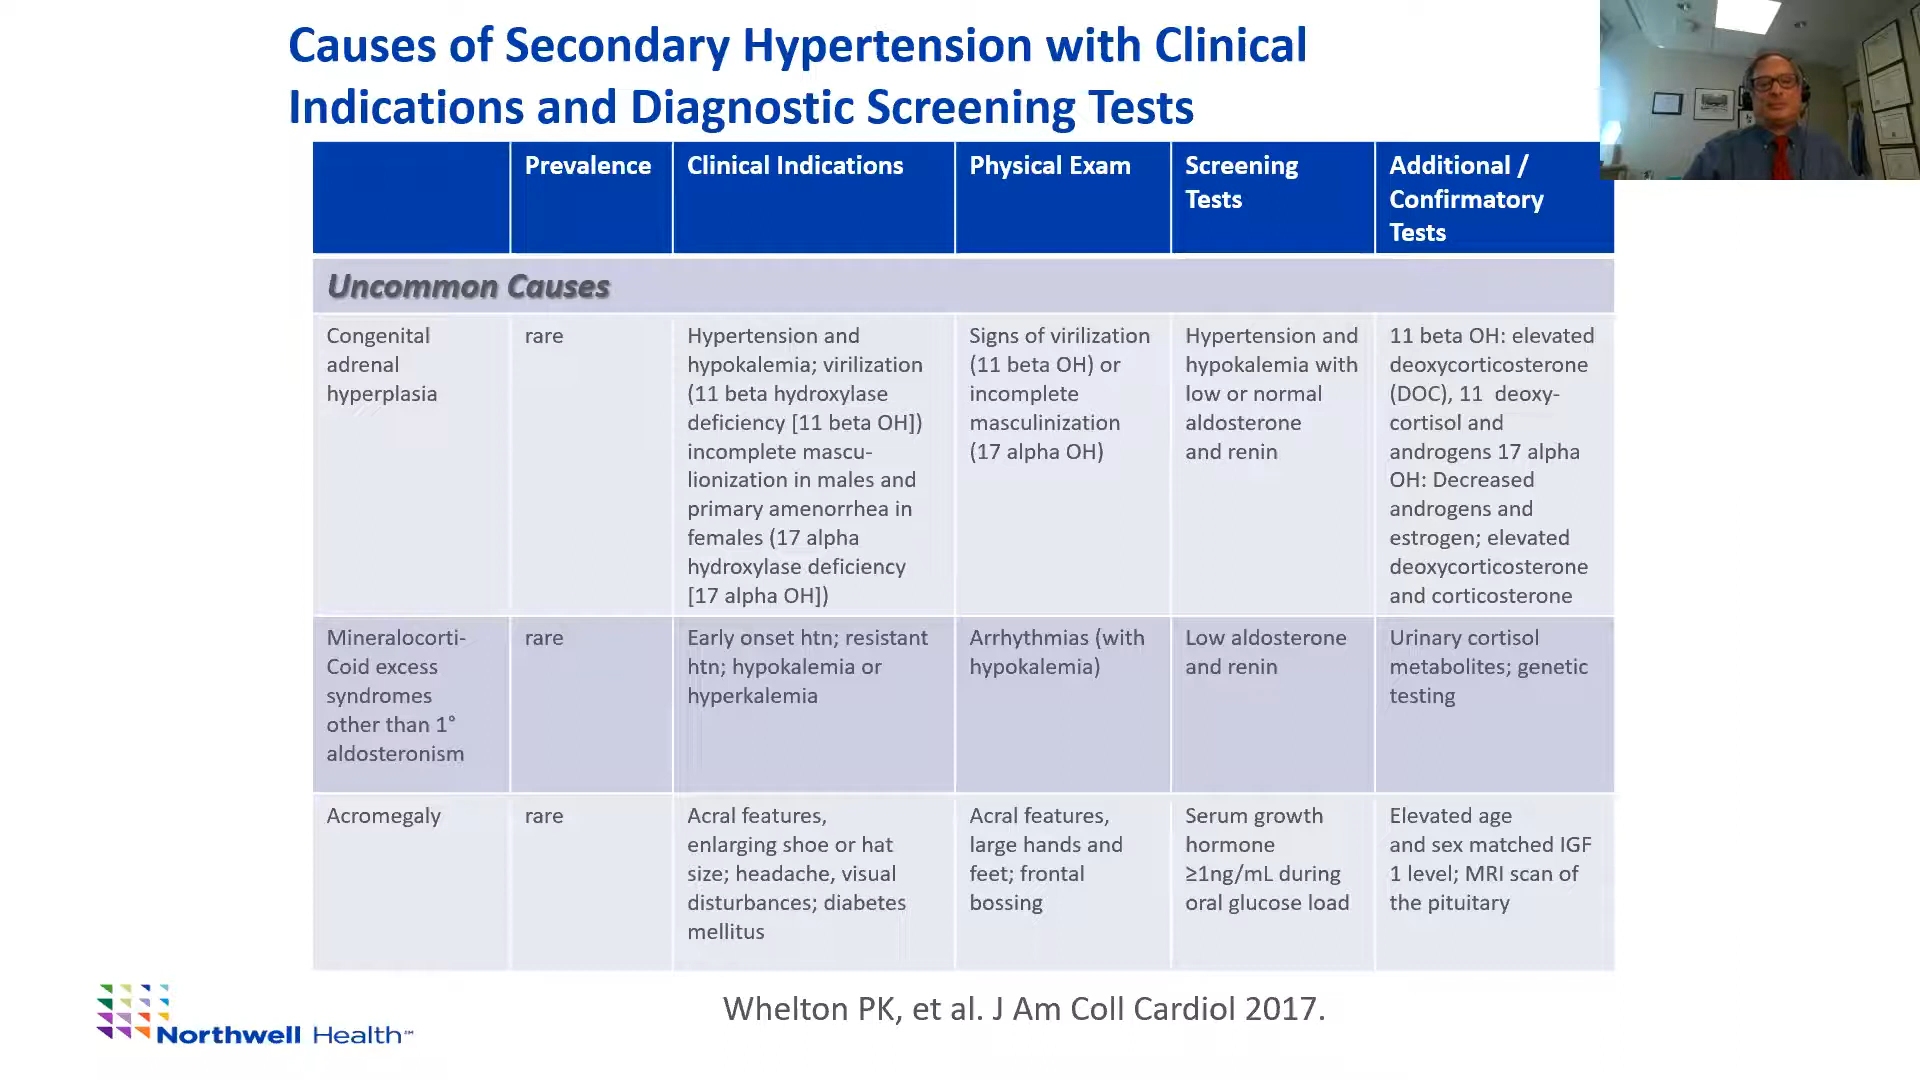 Causes of Secondary Hypertension with Clinical
Indications and Diagnostic Screening Tests
Prevalence
Clinical Indications
Physical Exam
Screening
Tests
Additional /
Confirmatory
Tests
Uncommon Causes
Congenital
adrenal
hyperplasia
rare
Hypertension and
hypokalemia; virilization
(11 beta hydroxylase
deficiency [11 beta OH])
incomplete mascu-
lionization in males and
primary amenorrhea in
females (17 alpha
hydroxylase deficiency
[17 alpha OH])
Signs of virilization
(11 beta OH) or
incomplete
masculinization
(17 alpha OH)
Hypertension and
hypokalemia with
low or normal
aldosterone
and renin
11 beta OH: elevated
deoxycorticosterone
(DOC), 11 deoxy-
cortisol and
androgens 17 alpha
OH: Decreased
androgens and
estrogen; elevated
deoxycorticosterone
and corticosterone
Mineralocorti-
Coid excess
syndromes
other than 1°
aldosteronism
rare
Early onset htn; resistant
htn; hypokalemia or
hyperkalemia
Arrhythmias (with
hypokalemia)
Low aldosterone
and renin
Urinary cortisol
metabolites; genetic
testing
Acromegaly
rare
Acral features,
enlarging shoe or hat
size; headache, visual
disturbances; diabetes
mellitus
Acral features,
large hands and
feet; frontal
bossing
Serum growth
hormone
≥1ng/mL during
oral glucose load
Elevated age
and sex matched IGF
1 level; MRI scan of
the pituitary
Whelton PK, et al. J Am Coll Cardiol 2017.
Northwell Health℠